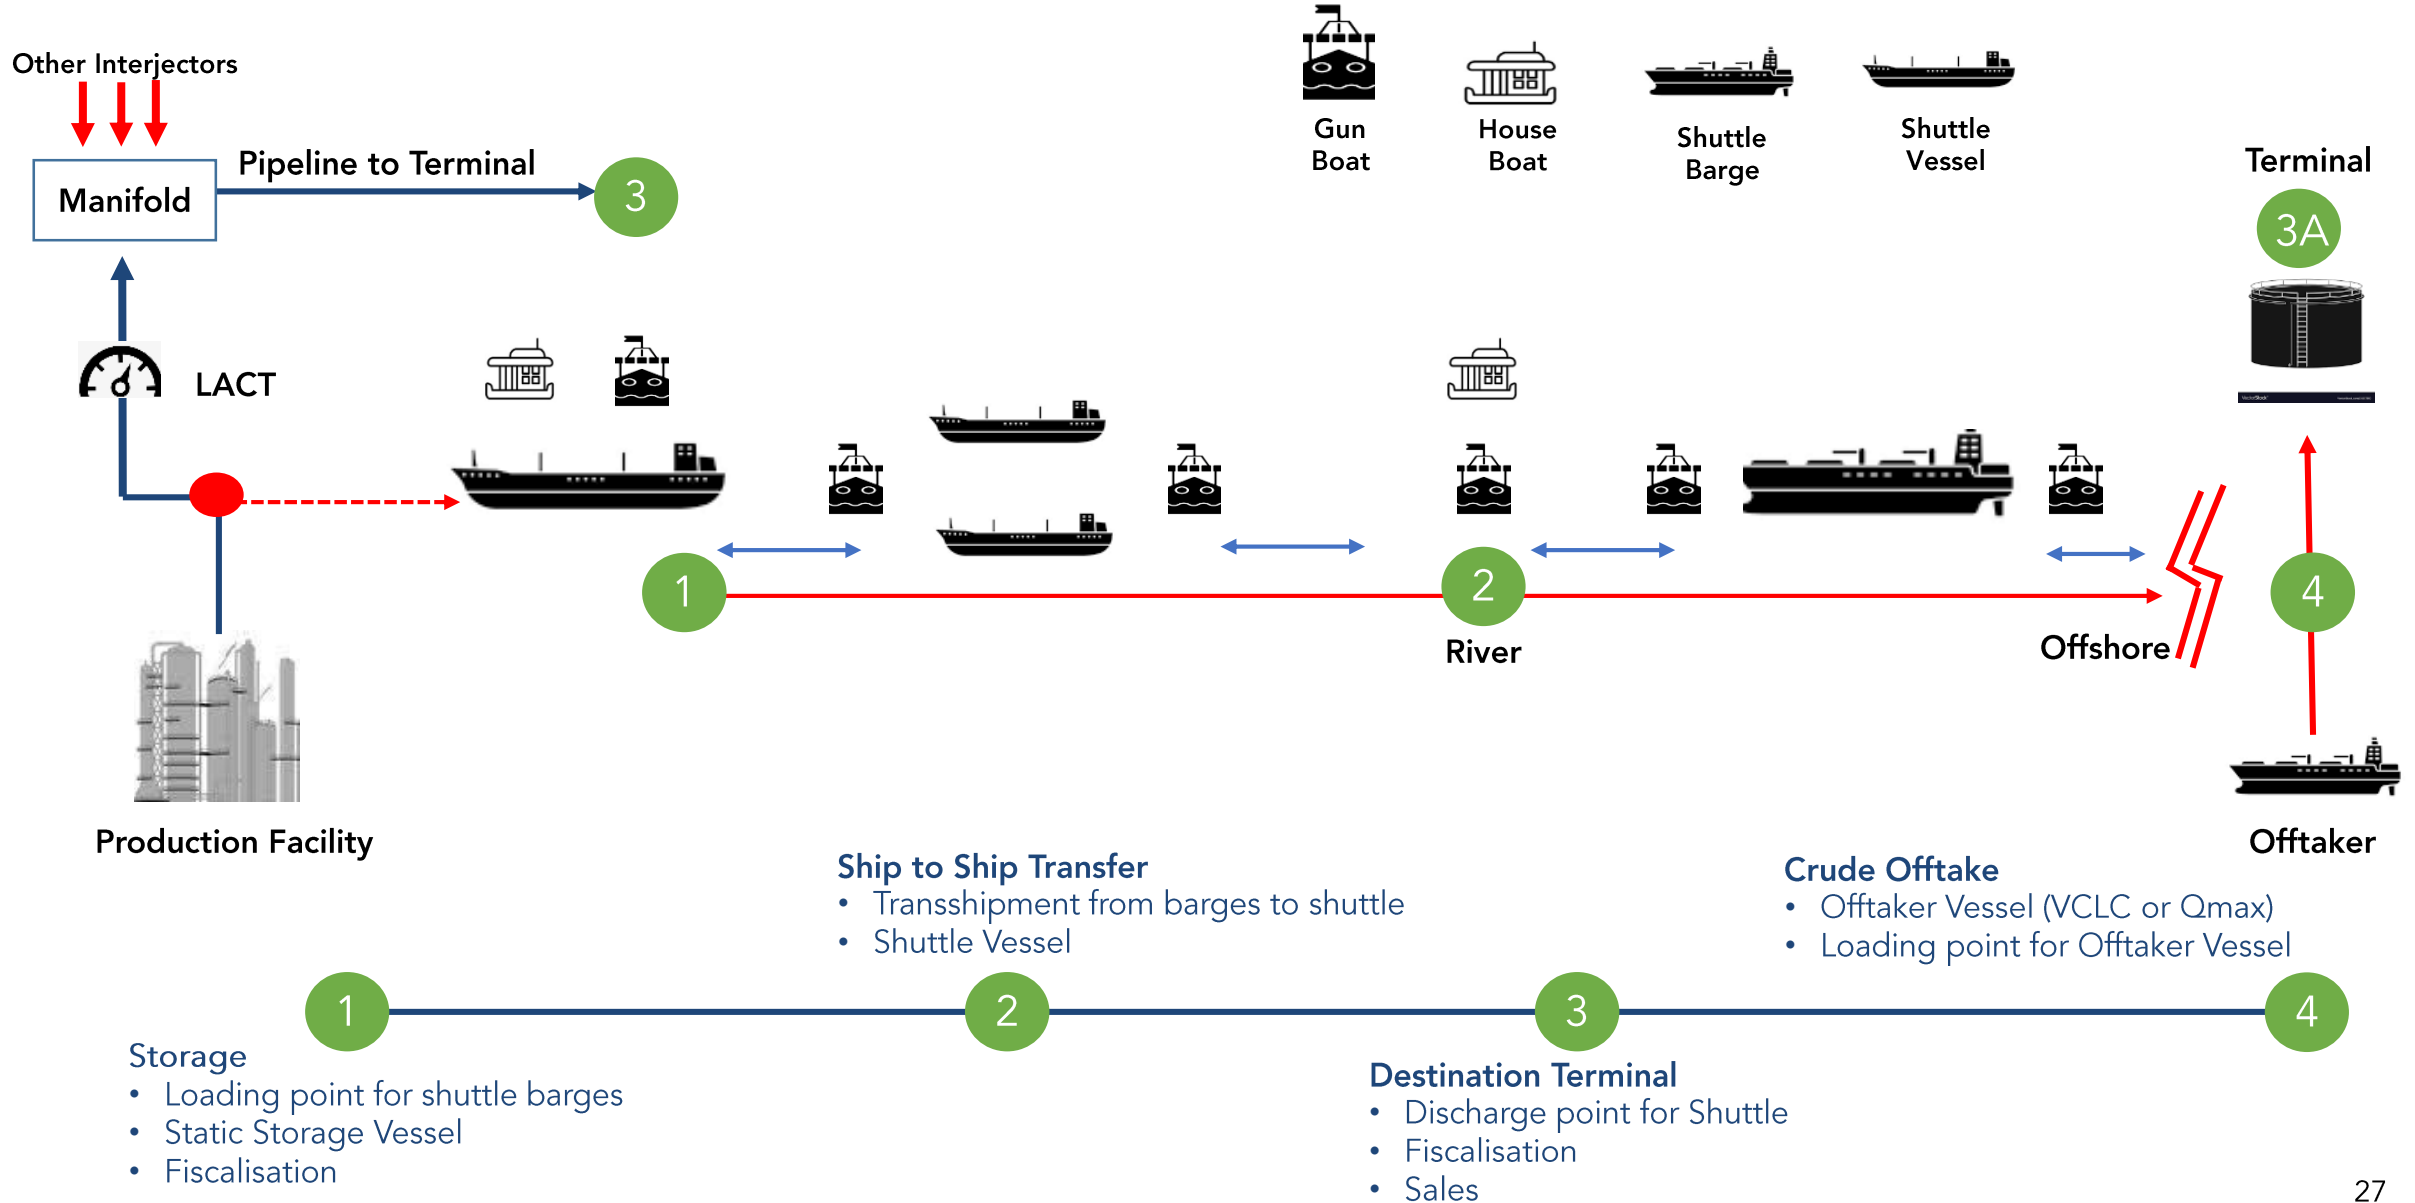 Other Interjectors
Manifold
Pipeline to Terminal
3
Gun
Boat
House
Boat
Shuttle
Barge
Shuttle
Vessel
Terminal
3A
LACT
1
2
River
Offshore
4
Production Facility
Offtaker
Ship to Ship Transfer
• Transshipment from barges to shuttle
• Shuttle Vessel
Crude Offtake
• Offtaker Vessel (VCLC or Qmax)
• Loading point for Offtaker Vessel
1
2
3
4
Storage
• Loading point for shuttle barges
• Static Storage Vessel
• Fiscalisation
Destination Terminal
• Discharge point for Shuttle
• Fiscalisation
• Sales
27